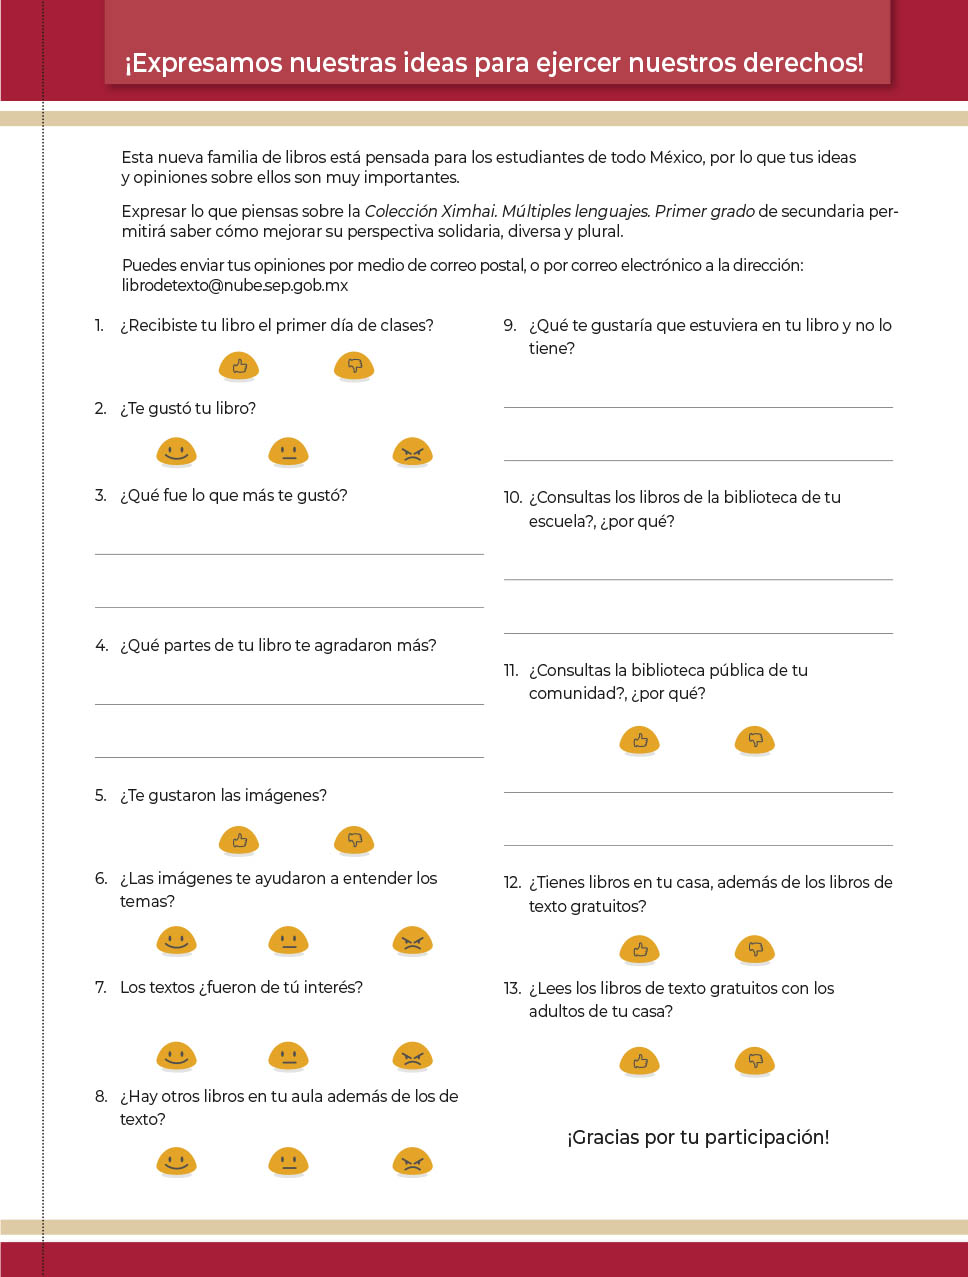 ¡Expresamos nuestras ideas para ejercer nuestros derechos!
Esta nueva familia de libros está pensada para los estudiantes de todo México, por lo que tus ideas
y opiniones sobre ellos son muy importantes.
Expresar lo que piensas sobre la Colección Ximhai. Múltiples lenguajes. Primer grado de secundaria per-
mitirá saber cómo mejorar su perspectiva solidaria, diversa y plural.
Puedes enviar tus opiniones por medio de correo postal, o por correo electrónico a la dirección:
librodetexto@nube.sep.gob.mx
1. ¿Recibiste tu libro el primer día de clases?
2. ¿Te gustó tu libro?
3. ¿Qué fue lo que más te gustó?
4. ¿Qué partes de tu libro te agradaron más?
5. ¿Te gustaron las imágenes?
6. ¿Las imágenes te ayudaron a entender los
temas?
7. Los textos ¿fueron de tú interés?
8. ¿Hay otros libros en tu aula además de los de
texto?
9. ¿Qué te gustaría que estuviera en tu libro y no lo
tiene?
10. ¿Consultas los libros de la biblioteca de tu
escuela?, ¿por qué?
11. ¿Consultas la biblioteca pública de tu
comunidad?, ¿por qué?
12. ¿Tienes libros en tu casa, además de los libros de
texto gratuitos?
13. ¿Lees los libros de texto gratuitos con los
adultos de tu casa?
¡Gracias por tu participación!